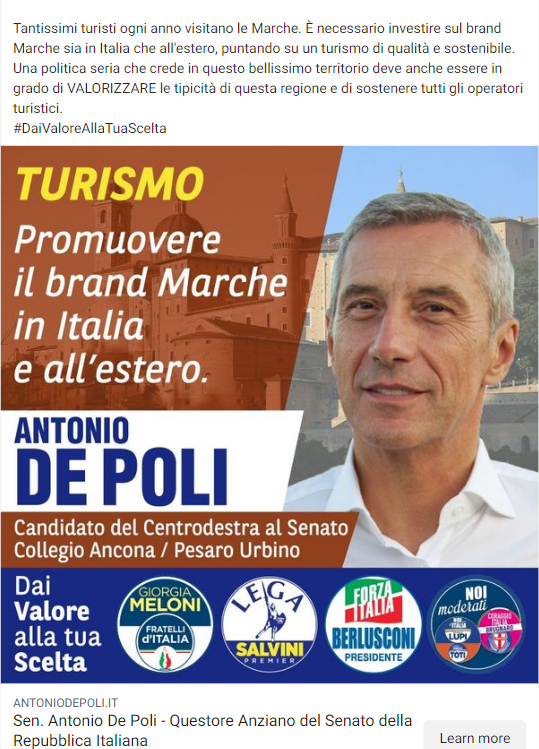 Tantissimi turisti ogni anno visitano le Marche. È necessario investire sul brand
Marche sia in Italia che all'estero, puntando su un turismo di qualità e sostenibile.
Una politica seria che crede in questo bellissimo territorio deve anche essere in
grado di VALORIZZARE le tipicità di questa regione e di sostenere tutti gli operatori
turistici.
#DaiValoreAllaTuaScelta
TURISMO
Promuovere
il brand Marche
in Italia
e all'estero.
ANTONIO
DE POLI
Candidato del Centrodestra al Senato
Collegio Ancona / Pesaro Urbino
Dai
Valore
alla tua
Scelta
GIORGIA
MELONI
FRATELLI
d'ITALIA
LEGA
SALVINI
PREMIER
FORZA
ITALIA
BERLUSCONI
PRESIDENTE
NOI
moderati
LUPI
TOTI
CORAGGIO
ITALIA
BRUGNARO
ANTONIODEPOLI.IT
Sen. Antonio De Poli - Questore Anziano del Senato della
Repubblica Italiana
Learn more